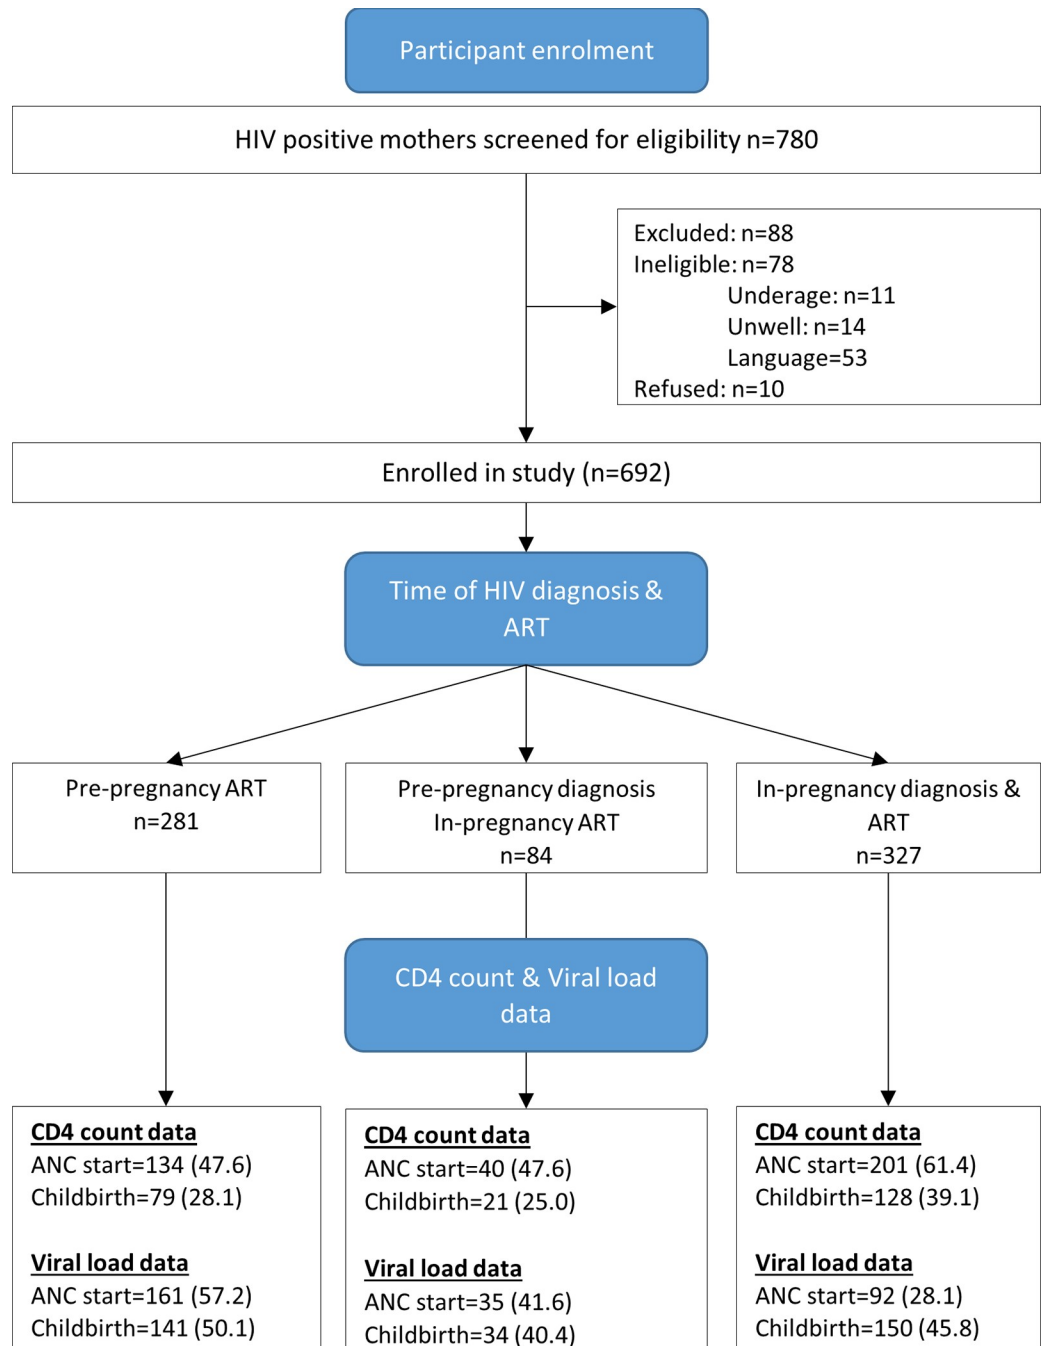 Participant enrolment
HIV positive mothers screened for eligibility n=780
Excluded: n=88
Ineligible: n=78
Underage: n=11
Unwell: n=14
Language=53
Refused: n=10
Enrolled in study (n=692)
Time of HIV diagnosis &
ART
Pre-pregnancy ART
n=281
Pre-pregnancy diagnosis
In-pregnancy ART
n=84
In-pregnancy diagnosis &
ART
n=327
CD4 count & Viral load
data
CD4 count data
ANC start=134 (47.6)
Childbirth=79 (28.1)
Viral load data
ANC start=161 (57.2)
Childbirth=141 (50.1)
CD4 count data
ANC start=40 (47.6)
Childbirth=21 (25.0)
Viral load data
ANC start=35 (41.6)
Childbirth=34 (40.4)
CD4 count data
ANC start=201 (61.4)
Childbirth=128 (39.1)
Viral load data
ANC start=92 (28.1)
Childbirth=150 (45.8)